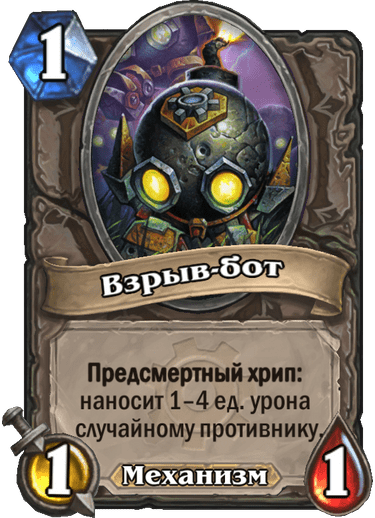 1
Взрыв-бот
Предсмертный хрип:
наносит 1–4 ед. урона
случайному противнику.
1
Механизм
1